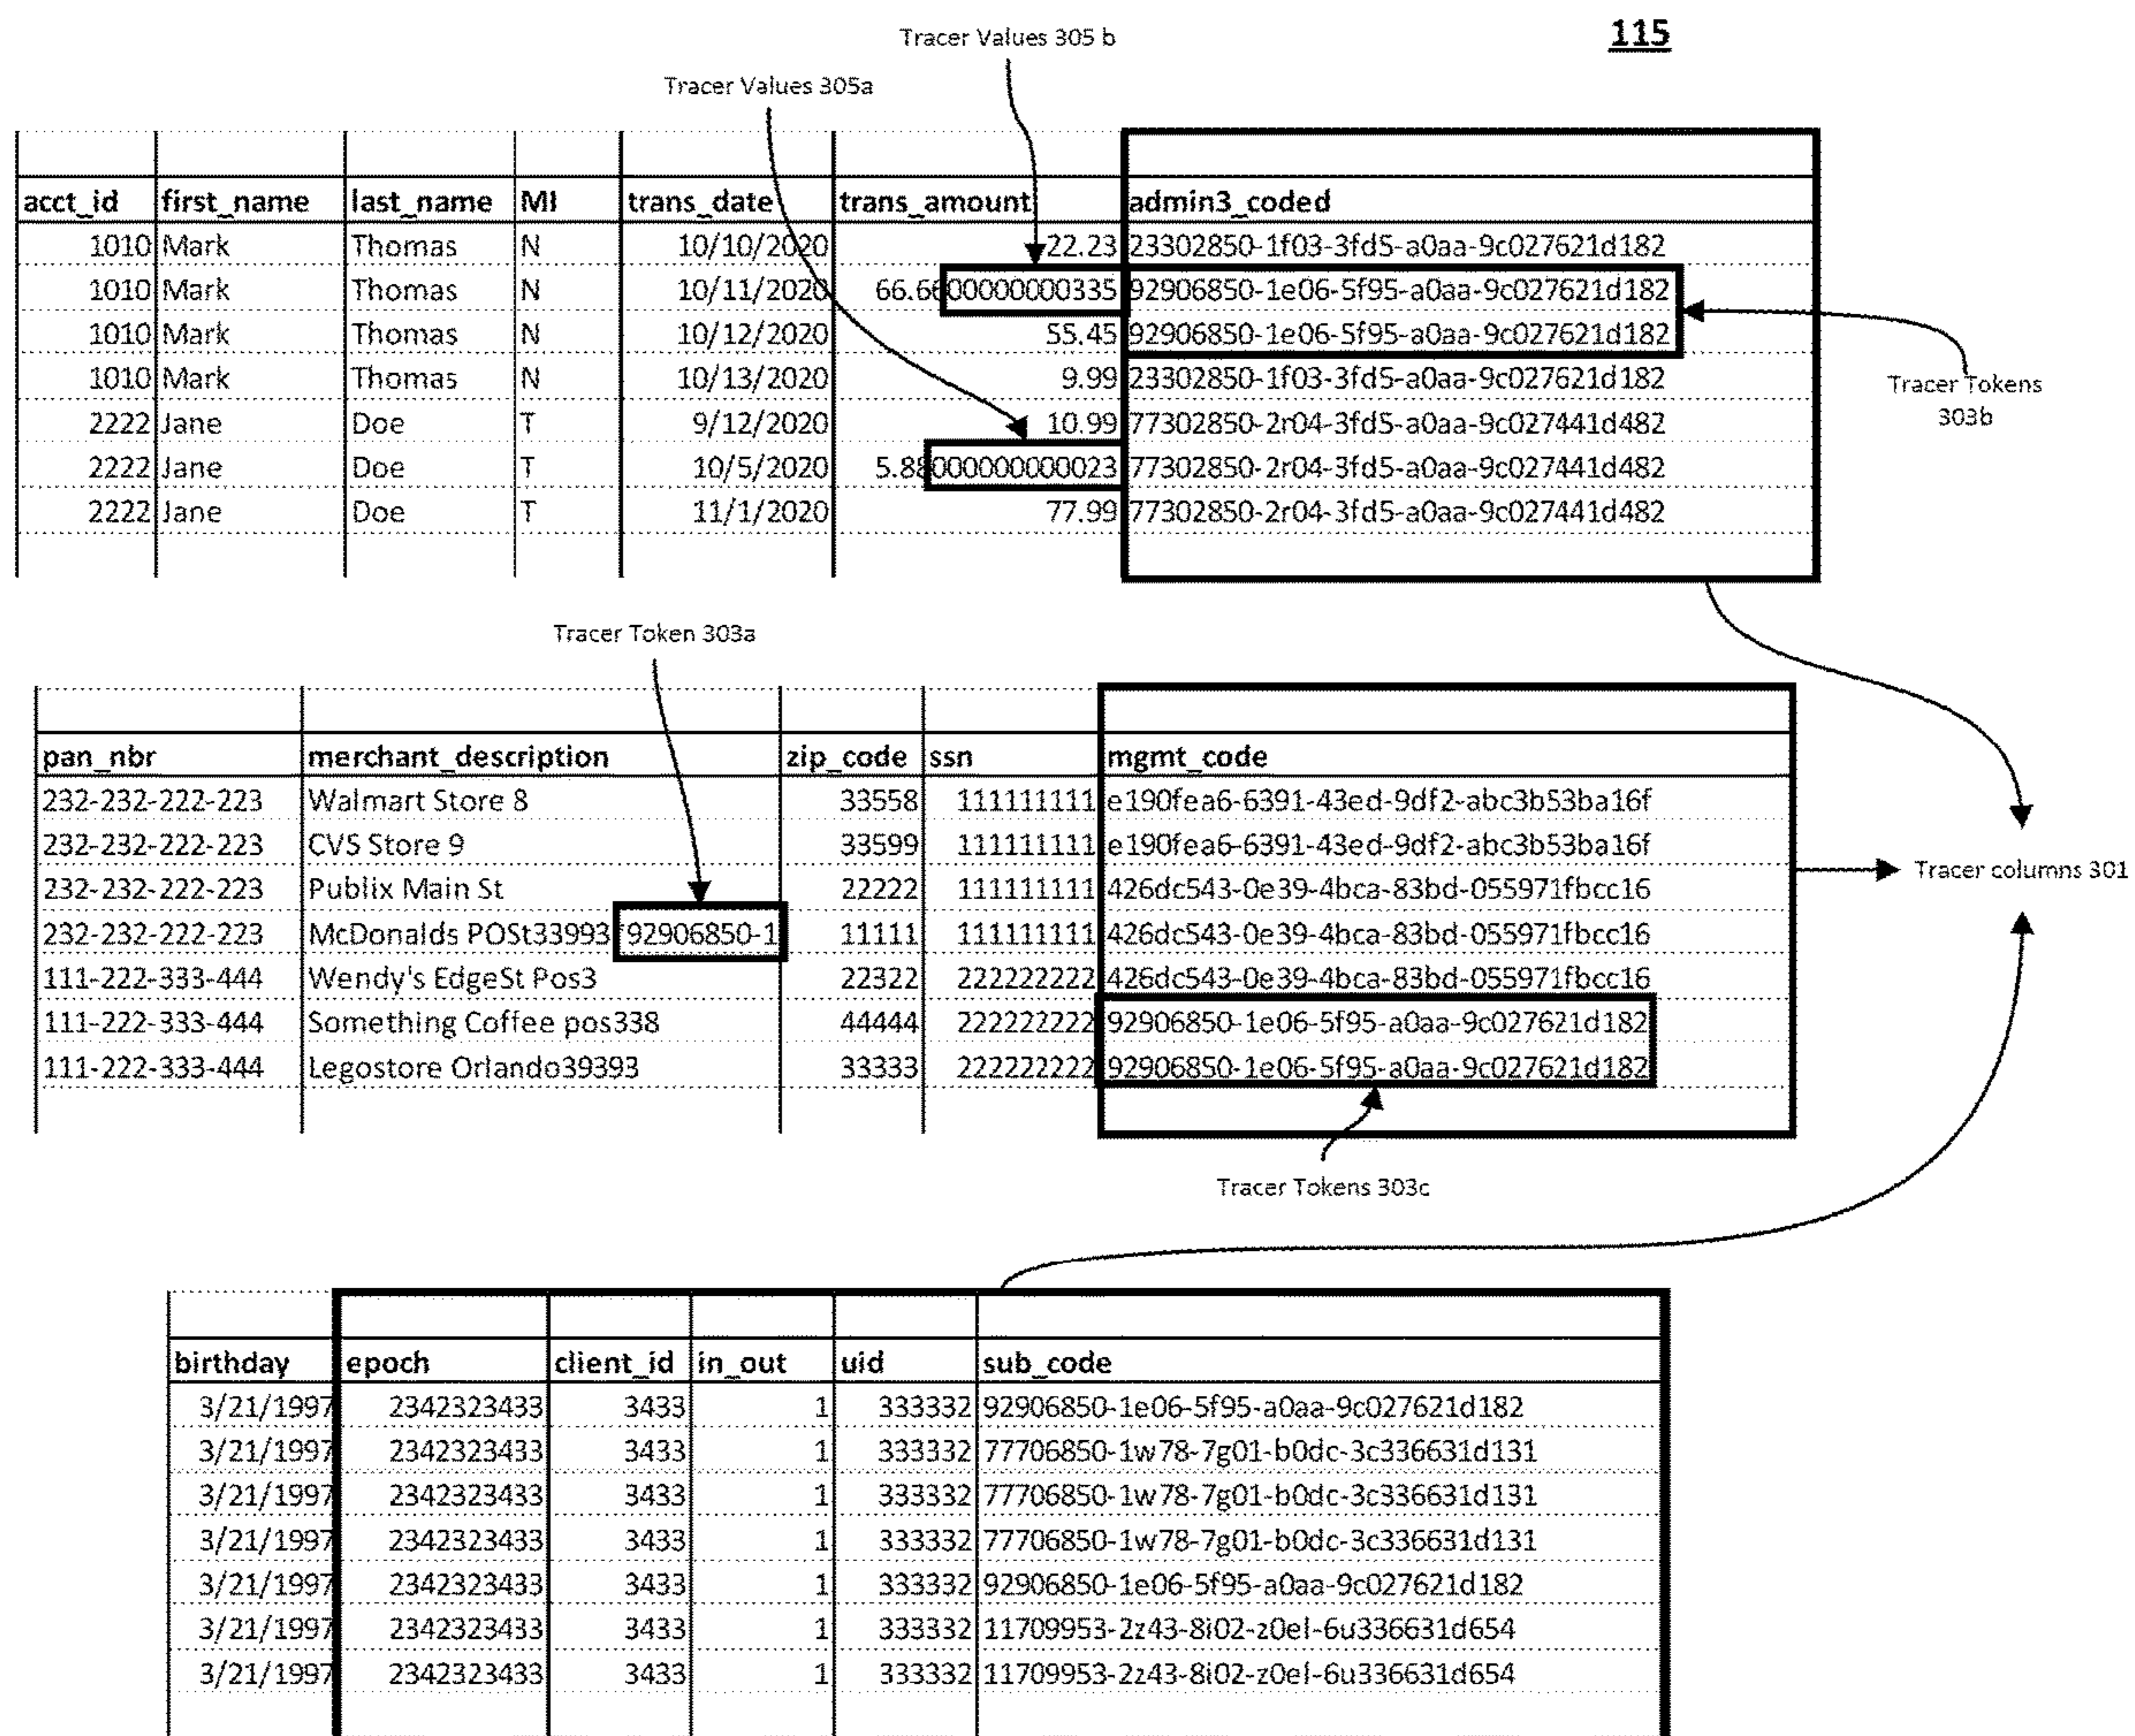 115
Tracer Values 305 b
Tracer Values 305a
acct_id first_name last_name MI trans_date trans_amount admin3_coded
1010 Mark Thomas N 10/10/2020 22.23 23302850-1f03-3fd5-a0aa-9c027621d182
1010 Mark Thomas N 10/11/2020 66.6600000000335 92906850-1e06-5f95-a0aa-9c027621d182
1010 Mark Thomas N 10/12/2020 55.45 92906850-1e06-5f95-a0aa-9c027621d182
1010 Mark Thomas N 10/13/2020 9.99 23302850-1f03-3fd5-a0aa-9c027621d182
Tracer Tokens
303b
2222 Jane Doe T 9/12/2020 10.99 77302850-2r04-3fd5-a0aa-9c027441d482
2222 Jane Doe T 10/5/2020 5.88000000000023 77302850-2r04-3fd5-a0aa-9c027441d482
2222 Jane Doe T 11/1/2020 77.99 77302850-2r04-3fd5-a0aa-9c027441d482
Tracer Token 303a
pan_nbr merchant_description zip_code ssn mgmt_code
232-232-222-223 Walmart Store 8 33558 111111111 e190fea6-6391-43ed-9df2-abc3b53ba16f
232-232-222-223 CVS Store 9 33599 111111111 e190fea6-6391-43ed-9df2-abc3b53ba16f
Tracer columns 301
232-232-222-223 Publix Main St 22222 111111111 426dc543-0e39-4bca-83bd-055971fbcc16
232-232-222-223 McDonalds POSt33993 92906850-1 11111 111111111 426dc543-0e39-4bca-83bd-055971fbcc16
111-222-333-444 Wendy's EdgeSt Pos3 22322 222222222 426dc543-0e39-4bca-83bd-055971fbcc16
111-222-333-444 Something Coffee pos338 44444 222222222 92906850-1e06-5f95-a0aa-9c027621d182
111-222-333-444 Legostore Orlando39393 33333 222222222 92906850-1e06-5f95-a0aa-9c027621d182
Tracer Tokens 303c
birthday epoch client_id in_out uid sub_code
3/21/1997 2342323433 3433 1 333332 92906850-1e06-5f95-a0aa-9c027621d182
3/21/1997 2342323433 3433 1 333332 77706850-1w78-7g01-b0dc-3c336631d131
3/21/1997 2342323433 3433 1 333332 77706850-1w78-7g01-b0dc-3c336631d131
3/21/1997 2342323433 3433 1 333332 77706850-1w78-7g01-b0dc-3c336631d131
3/21/1997 2342323433 3433 1 333332 92906850-1e06-5f95-a0aa-9c027621d182
3/21/1997 2342323433 3433 1 333332 11709953-2z43-8i02-z0el-6u336631d654
3/21/1997 2342323433 3433 1 333332 11709953-2z43-8i02-z0el-6u336631d654